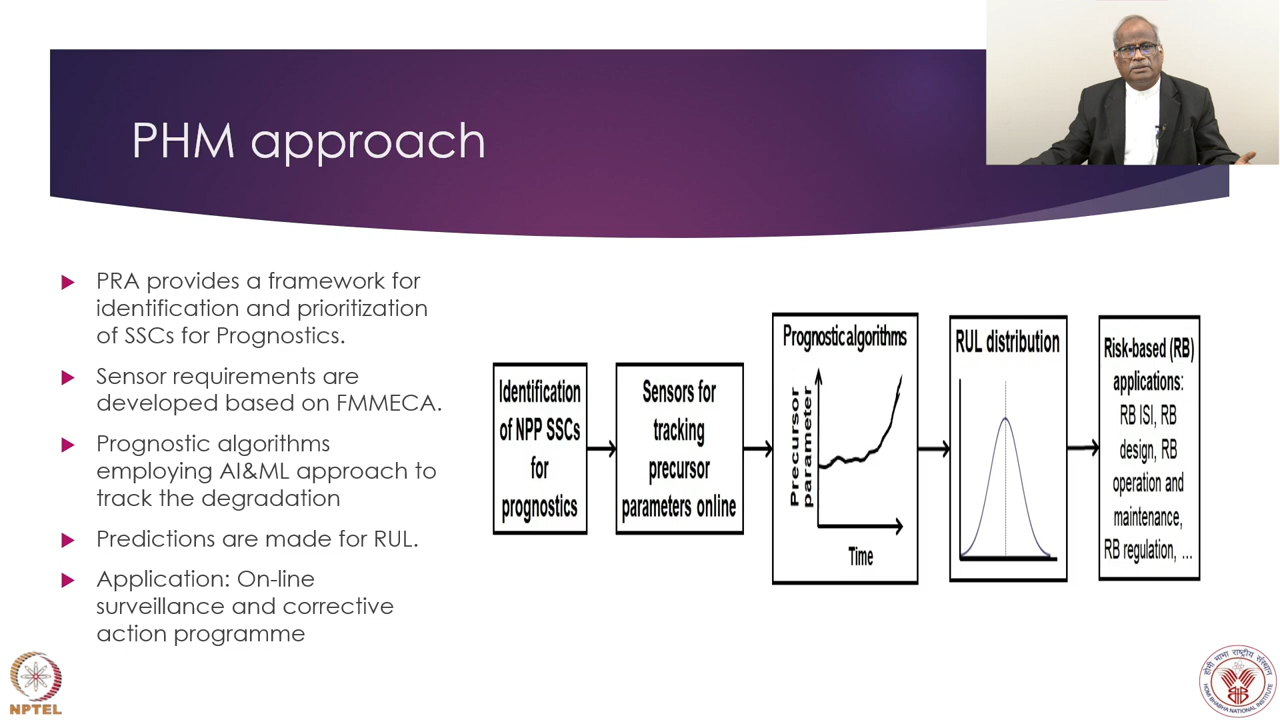 PHM approach
PRA provides a framework for
identification and prioritization
of SSCs for Prognostics.
Sensor requirements are
developed based on FMMECA.
Prognostic algorithms
employing AI&ML approach to
track the degradation
Predictions are made for RUL.
Application: On-line
surveillance and corrective
action programme
Identification
of NPP SSCs
for
prognostics
Sensors for
tracking
precursor
parameters online
Prognostic algorithms
Precursor
parameter
Time
RUL distribution
Risk-based (RB)
applications:
RB ISI, RB
design, RB
operation and
maintenance,
RB regulation, ...
NPTEL
होमी भाभा राष्ट्रीय संस्थान
HOMI BHABHA NATIONAL INSTITUTE